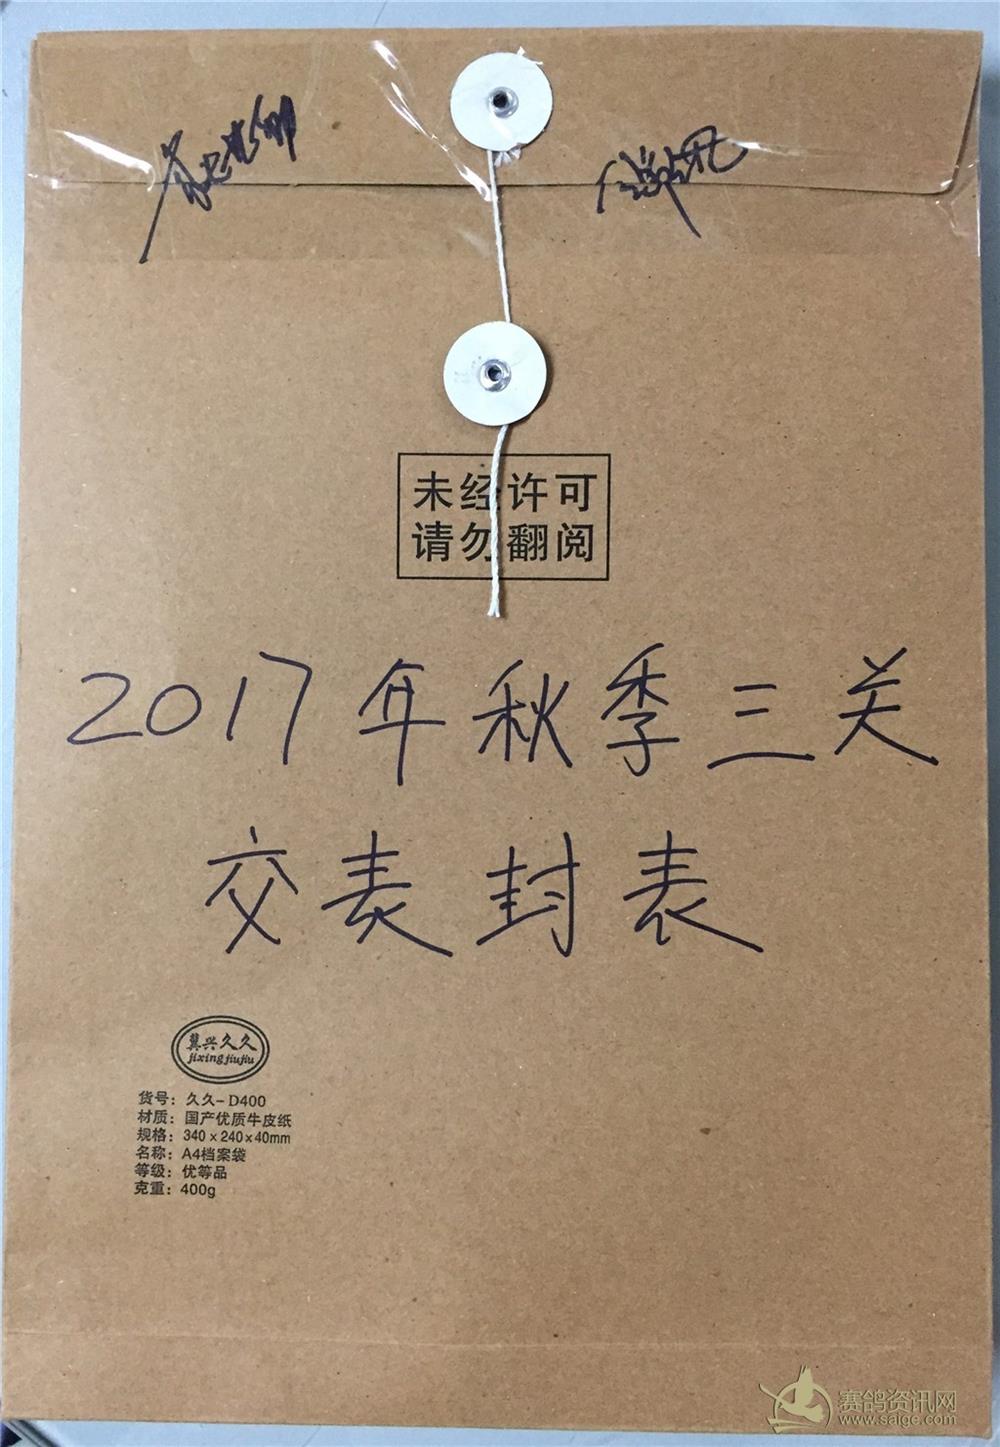 未经许可
请勿翻阅
2017年秋季三关
交表封表
冀兴久久
jixingjiujiu
货号：久久-D400
材质：国产优质牛皮纸
规格：340×240×40mm
名称：A4档案袋
等级：优等品
克重：400g
赛鸽资讯网
www.saige.com